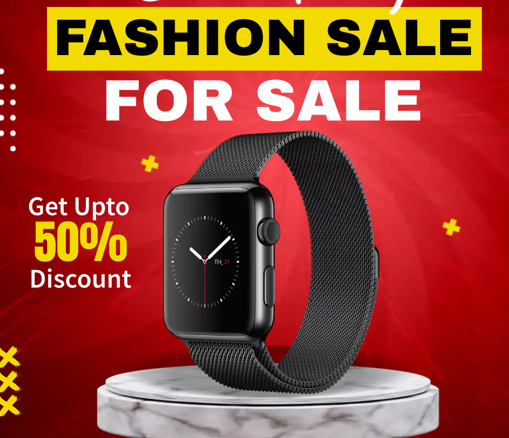 FASHION SALE
FOR SALE
Get Upto
50%
Discount
TH, 21